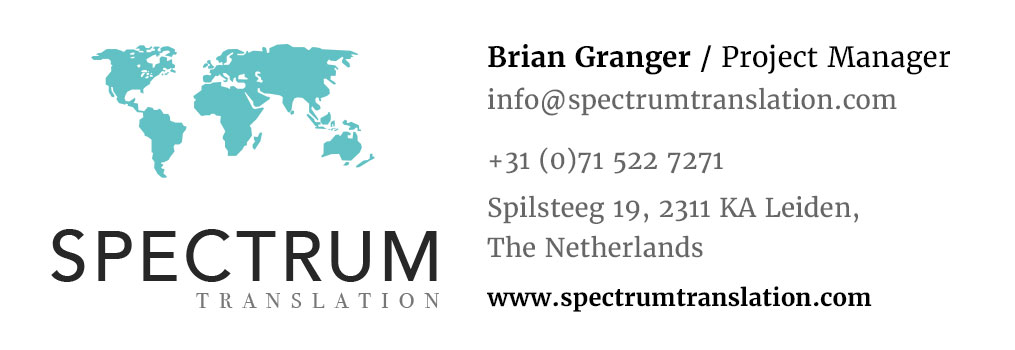 SPECTRUM
TRANSLATION
Brian Granger / Project Manager
info@spectrumtranslation.com
+31 (0)71 522 7271
Spilsteeg 19, 2311 KA Leiden,
The Netherlands
www.spectrumtranslation.com